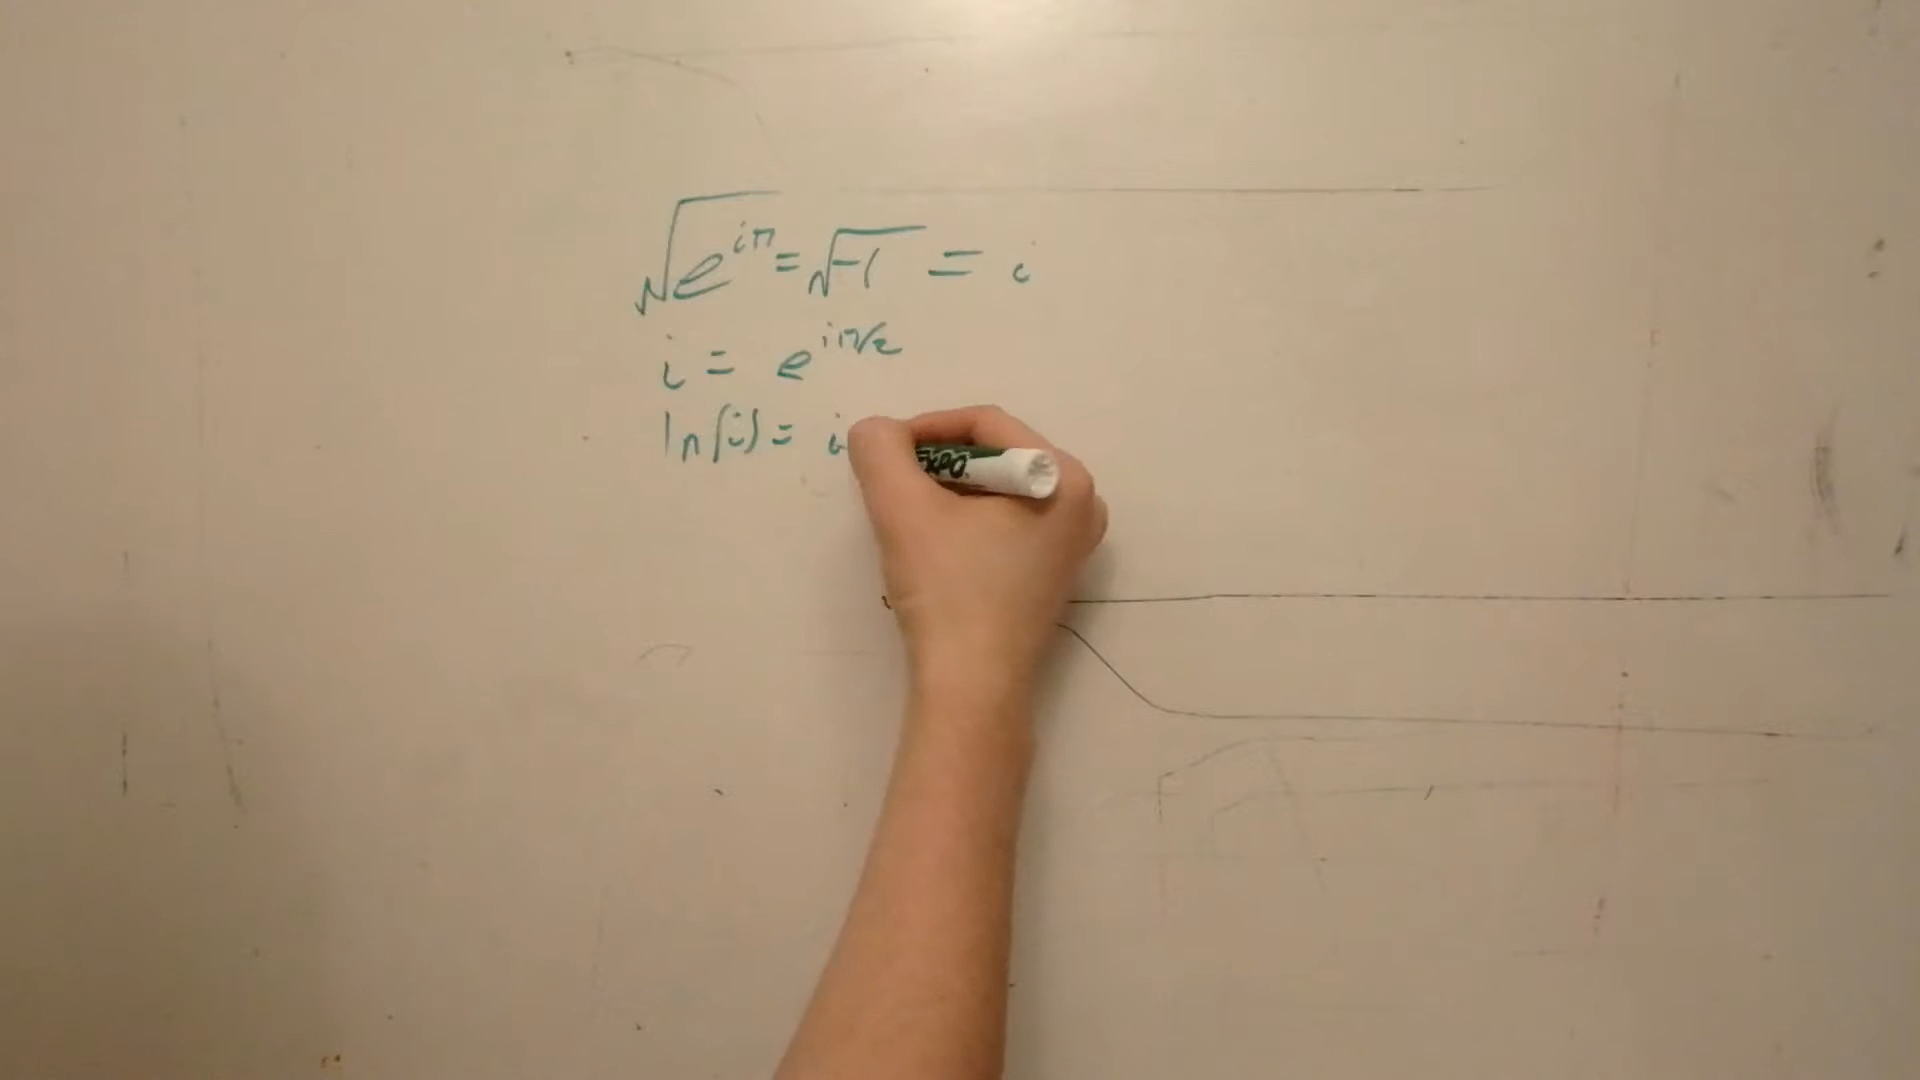 √e^{iπ} = √-1 = i
i = e^{iπ/2}
ln(i) = i